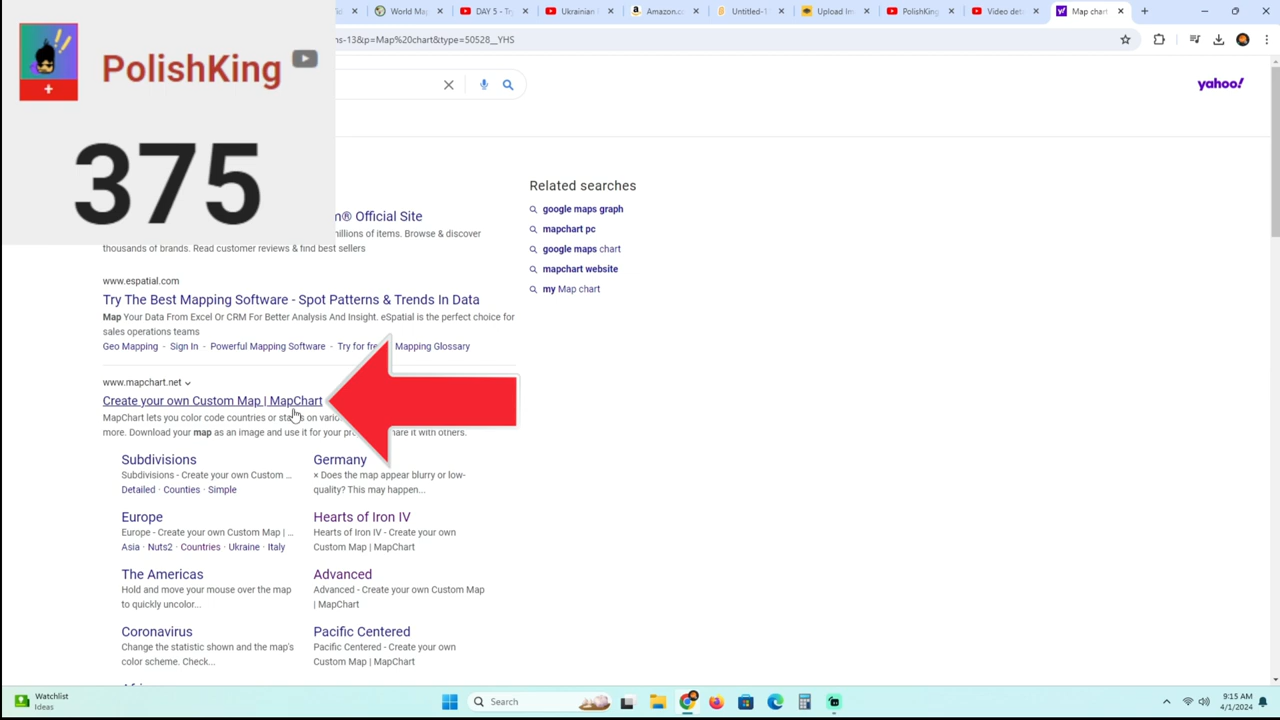 World Ma
DAY 5 - Tr
Ukrainian
Amazon.c
Untitled-1
Upload Im
PolishKing
Video det
Map chart
ns-13&p=Map%20chart&type=50528__YHS
PolishKing
375
yahoo!
m® Official Site
illions of items. Browse & discover
thousands of brands. Read customer reviews & find best sellers
www.espatial.com
Try The Best Mapping Software - Spot Patterns & Trends In Data
Map Your Data From Excel Or CRM For Better Analysis And Insight. eSpatial is the perfect choice for
sales operations teams
Geo Mapping - Sign In - Powerful Mapping Software - Try for fre Mapping Glossary
www.mapchart.net
Create your own Custom Map | MapChart
MapChart lets you color code countries or sta s on vario
more. Download your map as an image and use it for your pr hare it with others.
Subdivisions
Subdivisions - Create your own Custom ...
Detailed · Counties · Simple
Germany
× Does the map appear blurry or low-
quality? This may happen...
Europe
Europe - Create your own Custom Map | ...
Asia · Nuts2 · Countries · Ukraine · Italy
Hearts of Iron IV
Hearts of Iron IV - Create your own
Custom Map | MapChart
The Americas
Hold and move your mouse over the map
to quickly uncolor...
Advanced
Advanced - Create your own Custom Map
| MapChart
Coronavirus
Change the statistic shown and the map's
color scheme. Check...
Pacific Centered
Pacific Centered - Create your own
Custom Map | MapChart
Related searches
google maps graph
mapchart pc
google maps chart
mapchart website
my Map chart
Watchlist
Ideas
Search
9:15 AM
4/1/2024